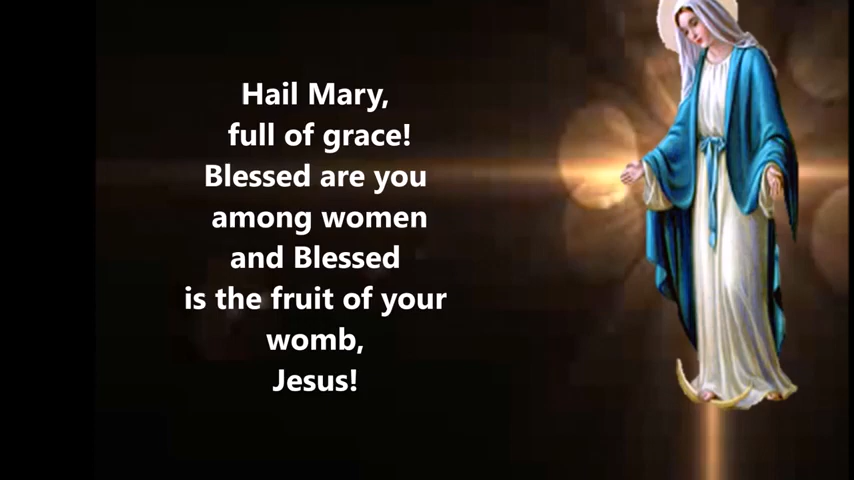 Hail Mary,
full of grace!
Blessed are you
among women
and Blessed
is the fruit of your
womb,
Jesus!